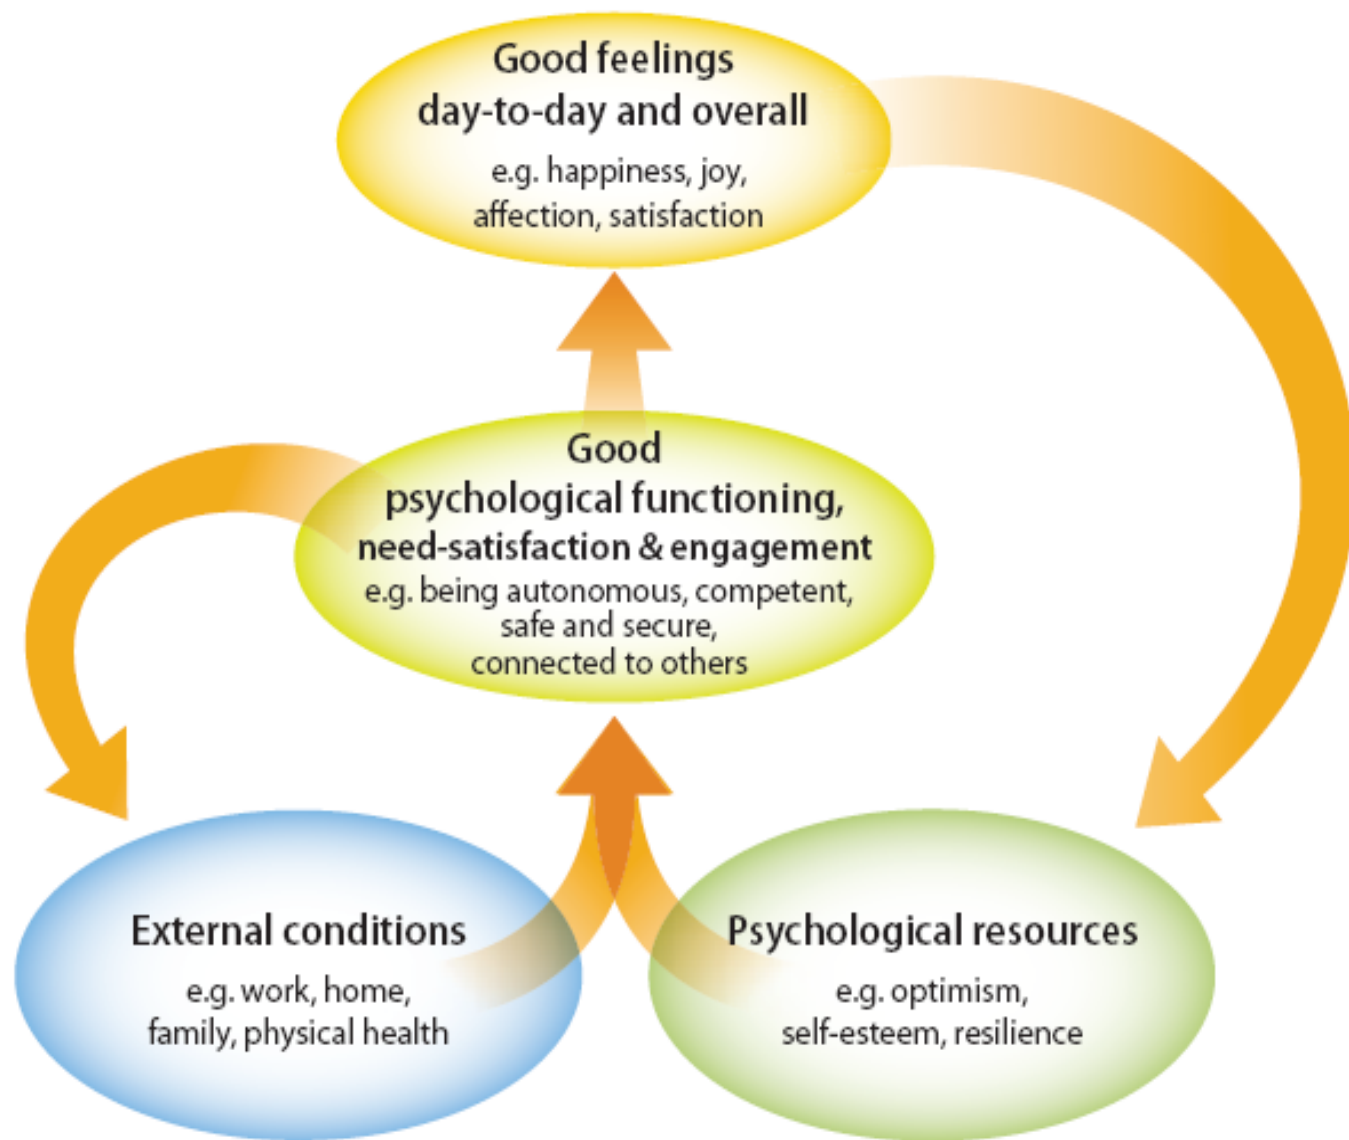 Good feelings
day-to-day and overall
e.g. happiness, joy,
affection, satisfaction
Good
psychological functioning,
need-satisfaction & engagement
e.g. being autonomous, competent,
safe and secure,
connected to others
External conditions
e.g. work, home,
family, physical health
Psychological resources
e.g. optimism,
self-esteem, resilience